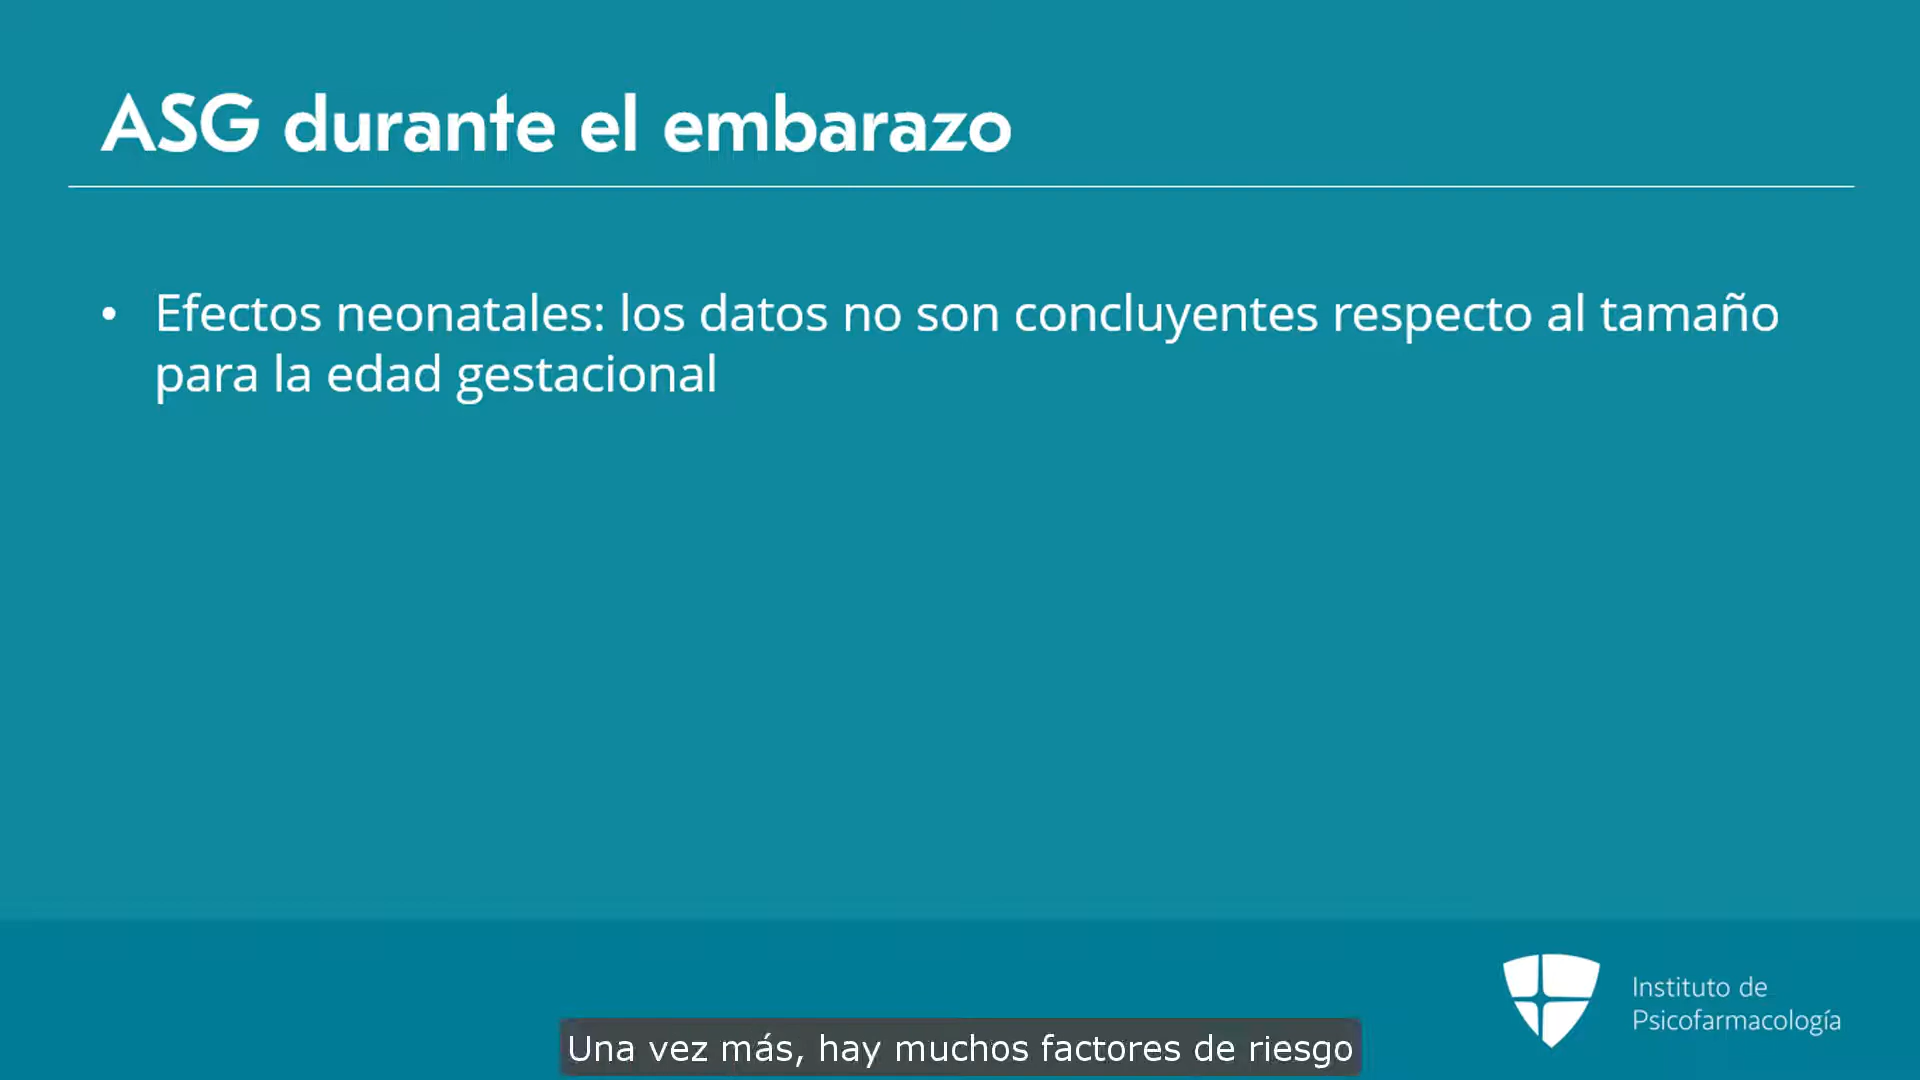 ASG durante el embarazo
• Efectos neonatales: los datos no son concluyentes respecto al tamaño
para la edad gestacional
Instituto de
Psicofarmacología
Una vez más, hay muchos factores de riesgo